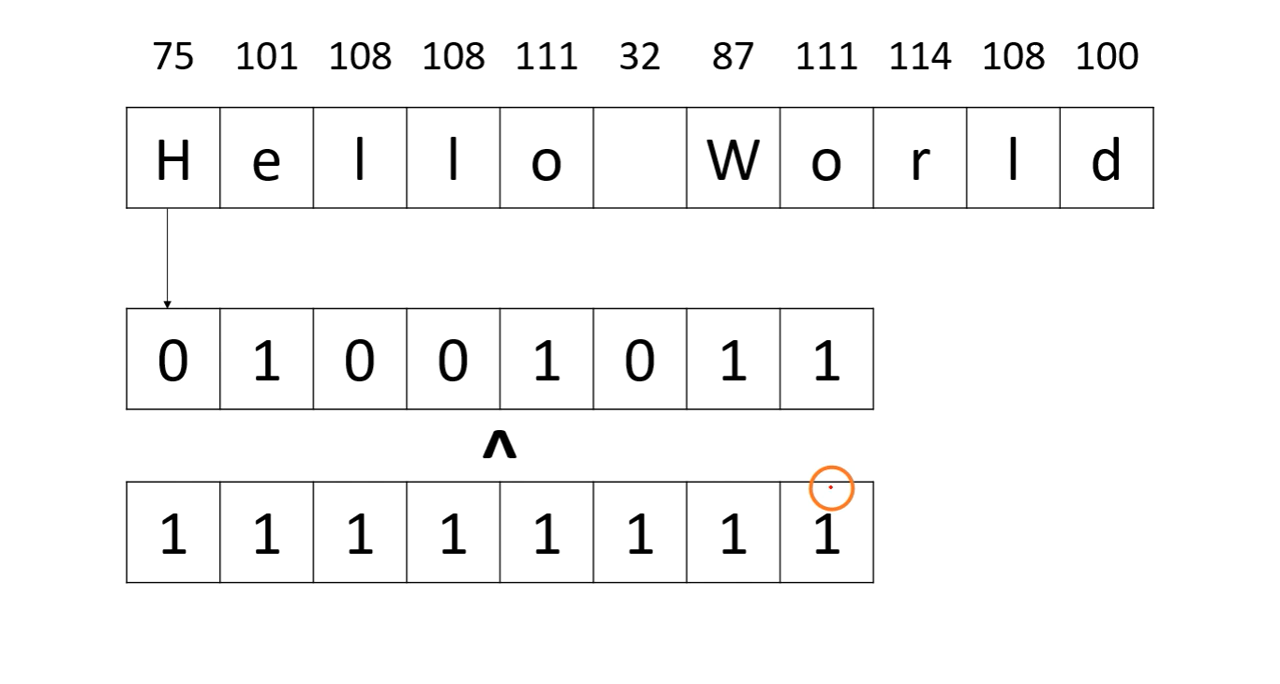 75 101 108 108 111 32 87 111 114 108 100
H e l l o W o r l d
0 1 0 0 1 0 1 1
^
1 1 1 1 1 1 1 1